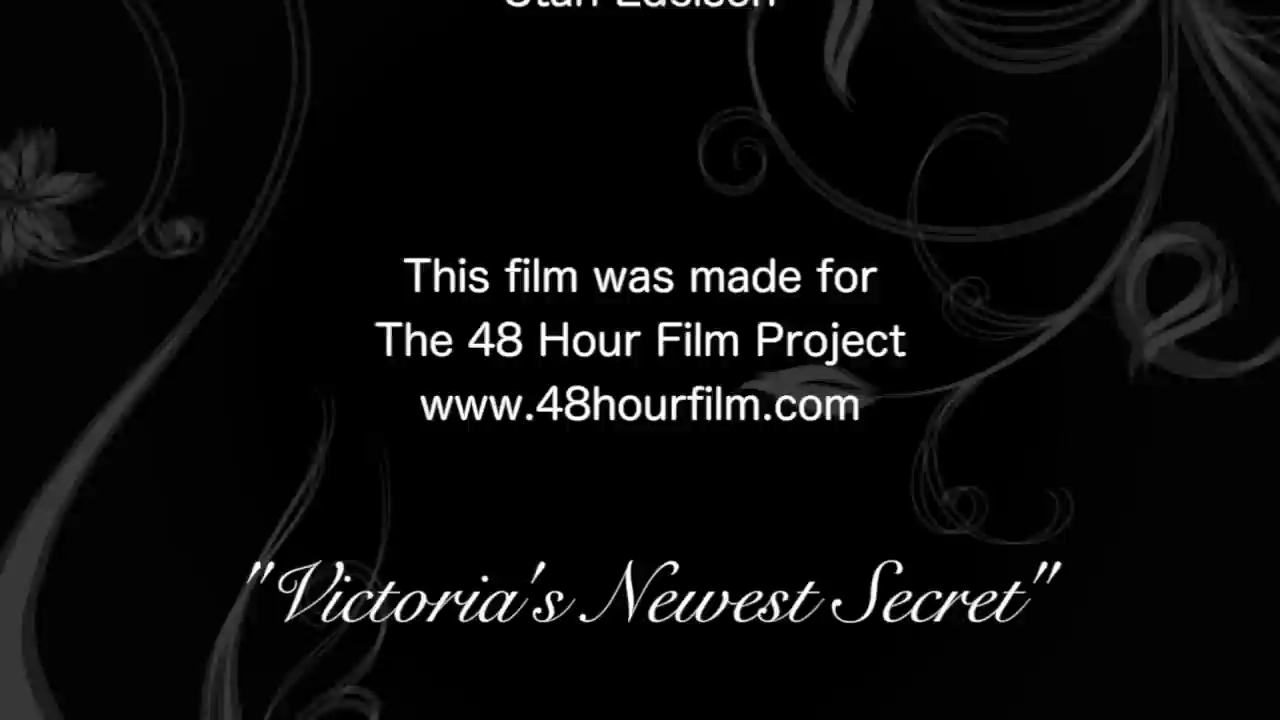 This film was made for
The 48 Hour Film Project
www.48hourfilm.com
"Victoria's Newest Secret"